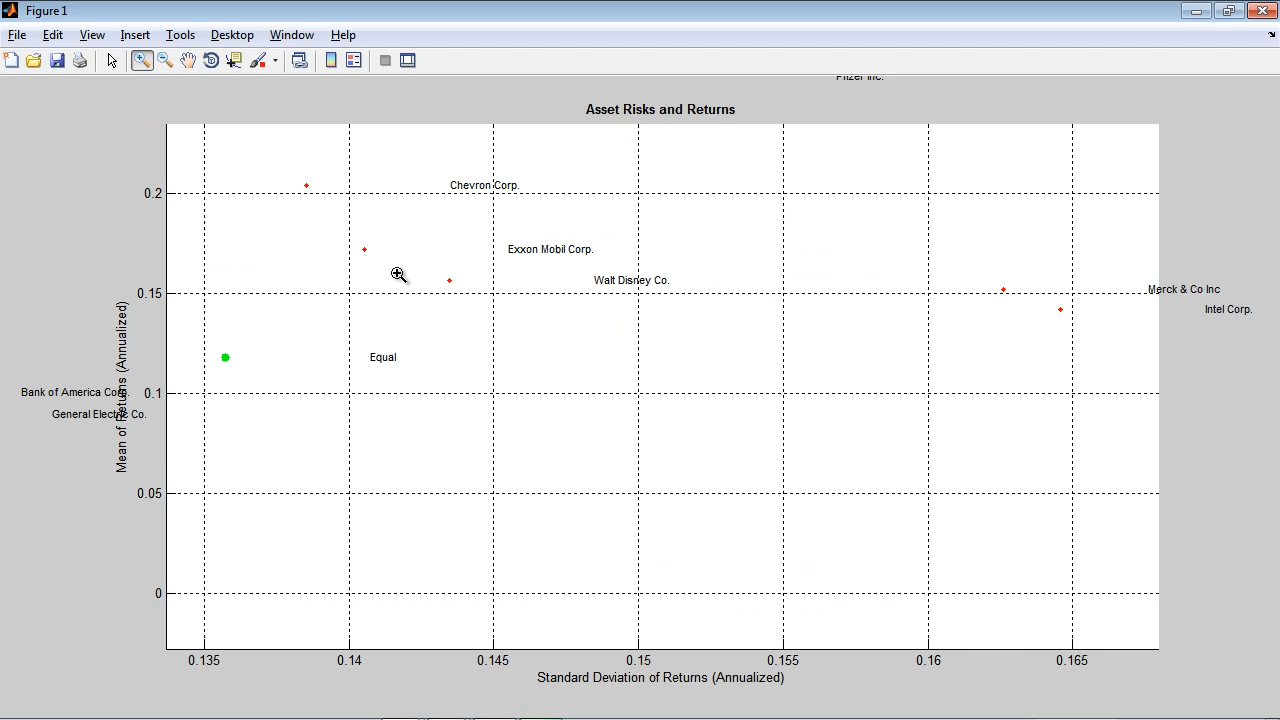 Figure 1
File Edit View Insert Tools Desktop Window Help
Pfizer Inc.
Asset Risks and Returns
0.2
Chevron Corp.
Exxon Mobil Corp.
Walt Disney Co.
0.15
Merck & Co Inc
Intel Corp.
Equal
Bank of America Corp.
0.1
General Electric Co.
Mean of Returns (Annualized)
0.05
0
0.135 0.14 0.145 0.15 0.155 0.16 0.165
Standard Deviation of Returns (Annualized)